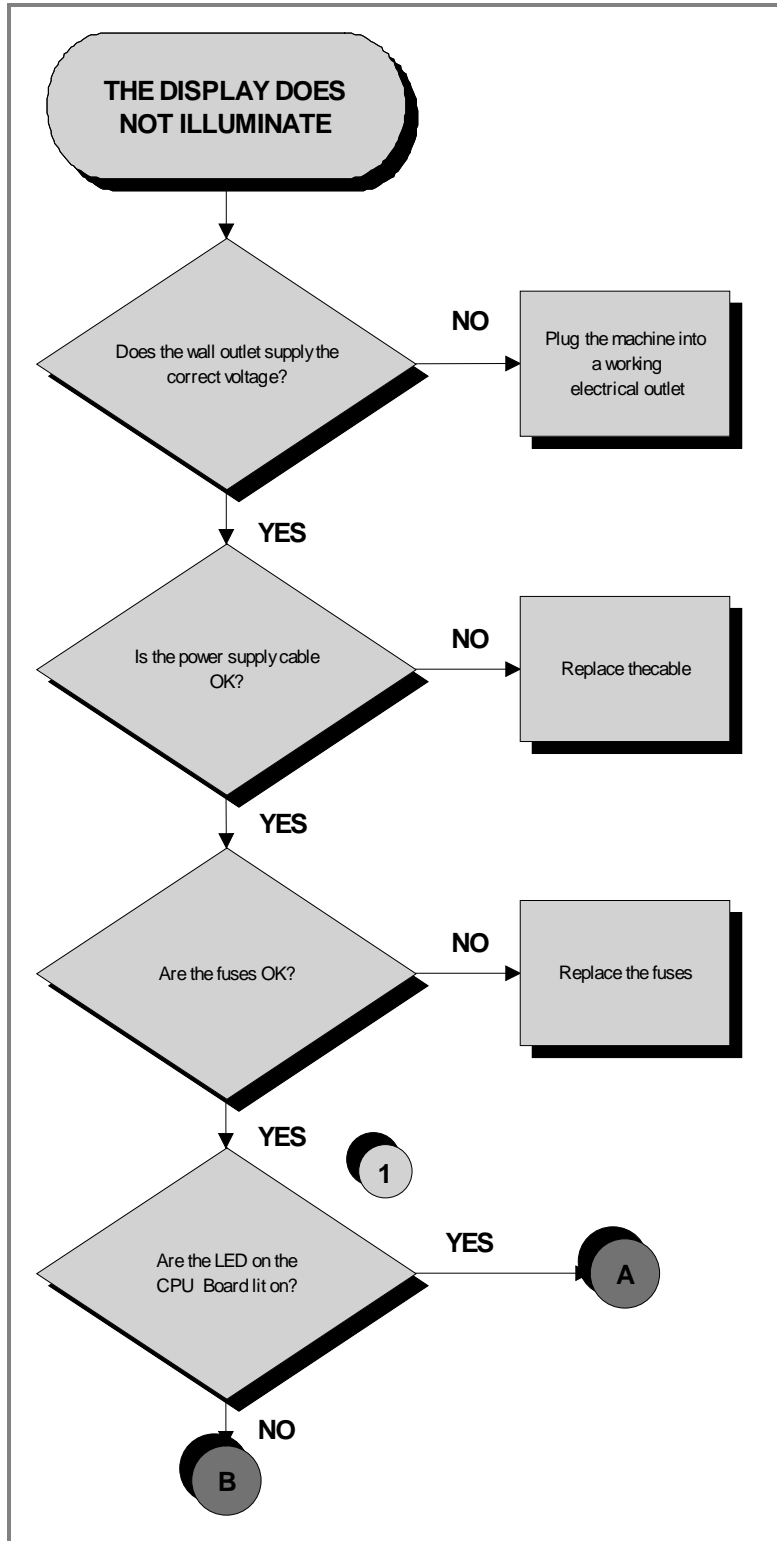 THE DISPLAY DOES
NOT ILLUMINATE
Does the wall outlet supply the
correct voltage?
NO
Plug the machine into
a working
electrical outlet
YES
Is the power supply cable
OK?
NO
Replace thecable
YES
Are the fuses OK?
NO
Replace the fuses
YES
1
Are the LED on the
CPU Board lit on?
YES
A
NO
B